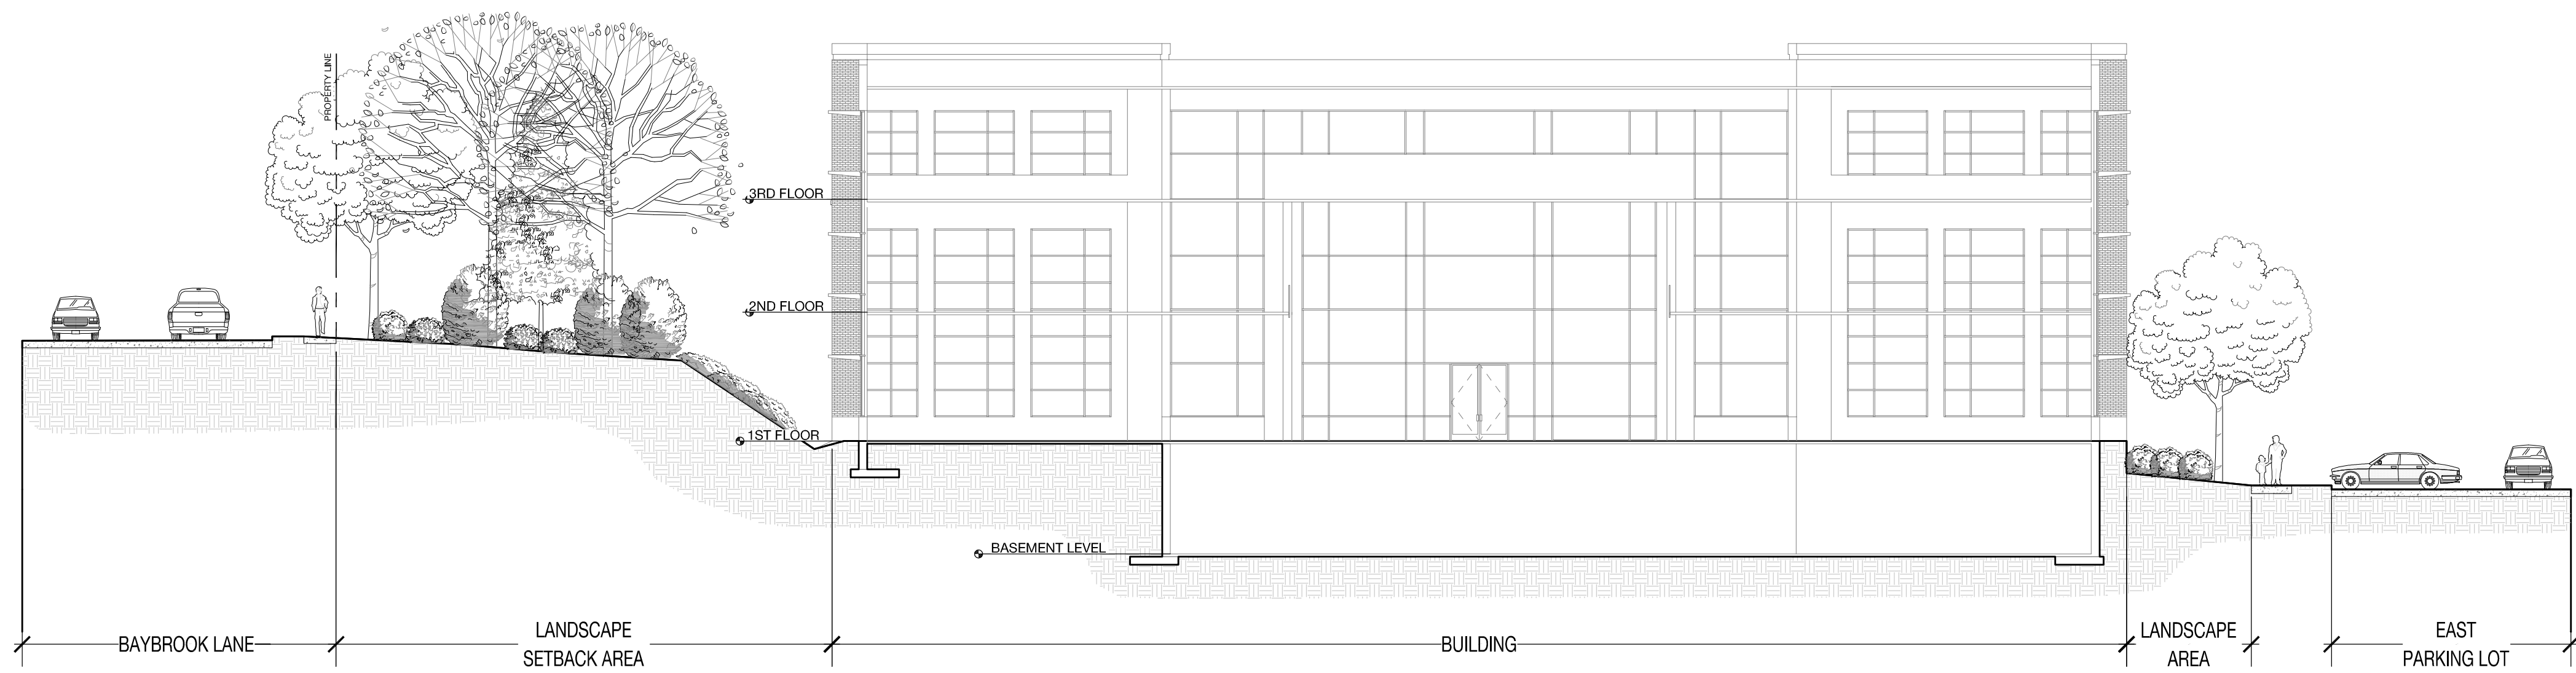 PROPERTY LINE
3RD FLOOR
2ND FLOOR
1ST FLOOR
BASEMENT LEVEL
BAYBROOK LANE
LANDSCAPE
SETBACK AREA
BUILDING
LANDSCAPE
AREA
EAST
PARKING LOT